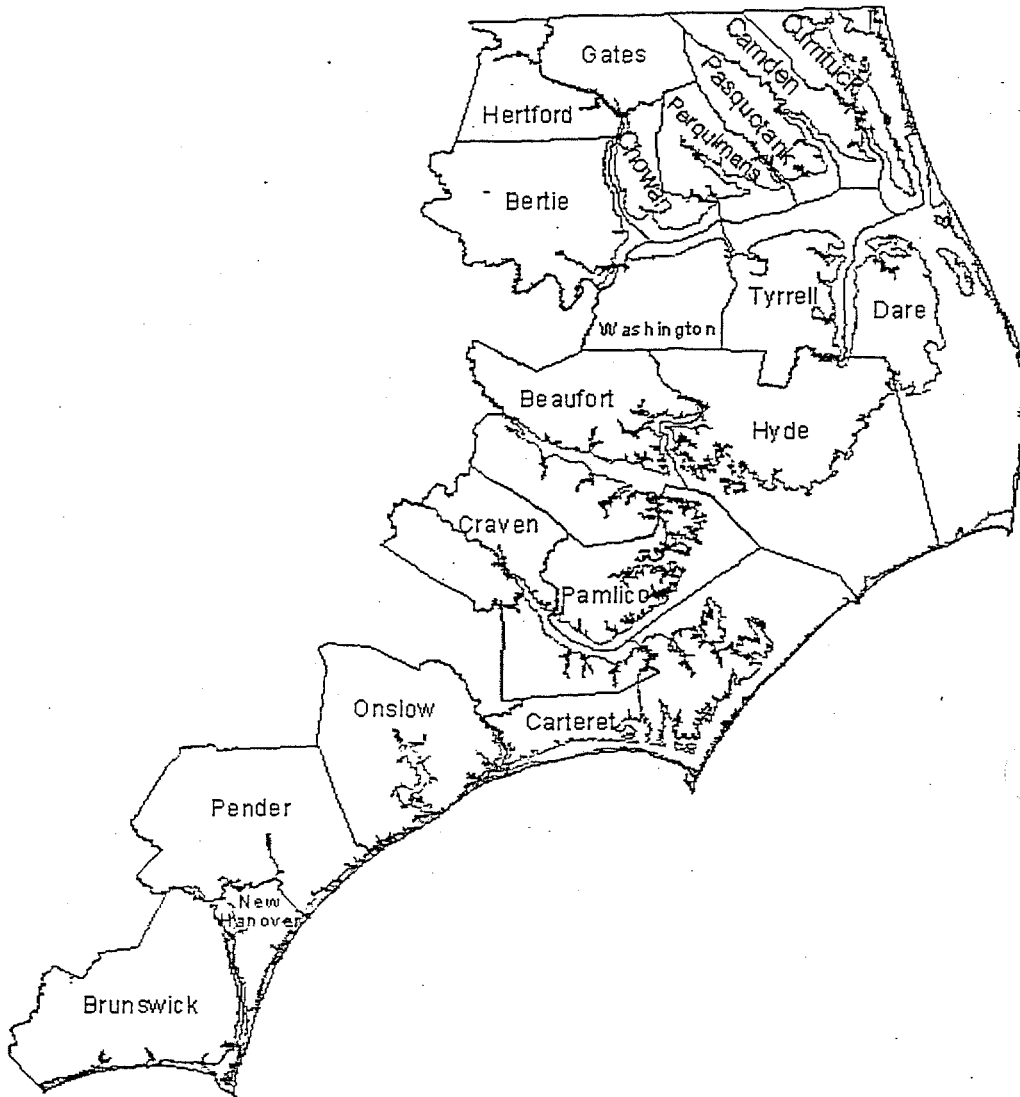 Gates
Camden
Currituck
Hertford
Pasquotank
Perquimans
Chowan
Bertie
Tyrrell
Dare
Washington
Beaufort
Hyde
Craven
Pamlico
Onslow
Carteret
Pender
New
Hanover
Brunswick